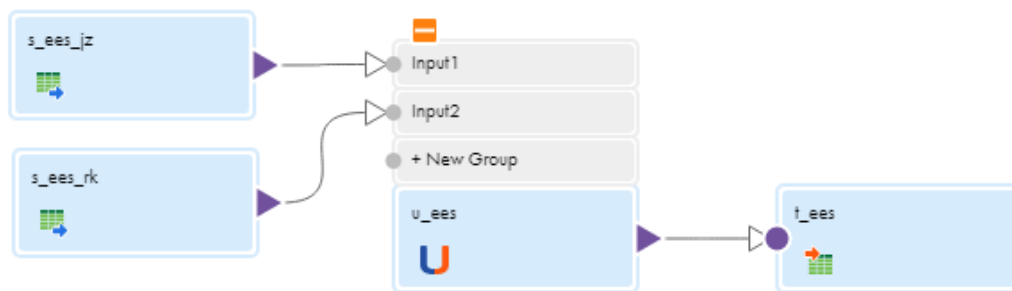 s_ees_jz
Input1
Input2
+ New Group
s_ees_rk
u_ees
t_ees